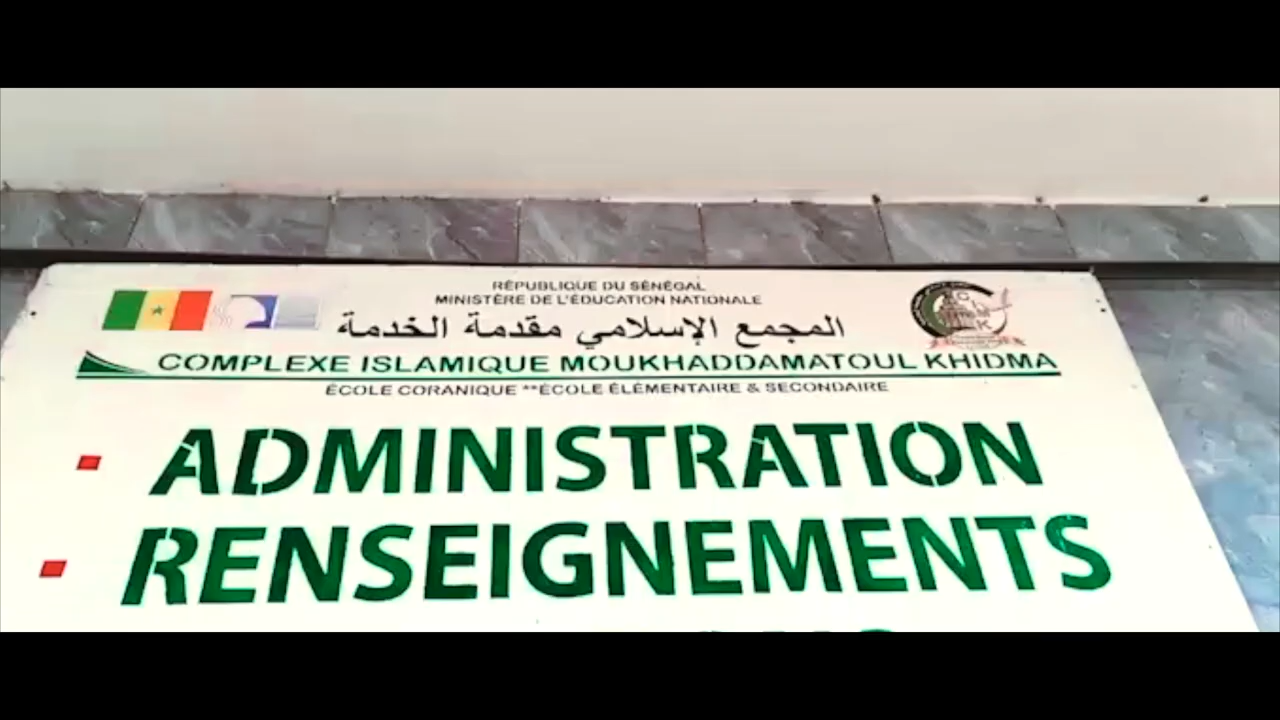 RÉPUBLIQUE DU SÉNÉGAL
MINISTÈRE DE L'ÉDUCATION NATIONALE
المجمع الإسلامي مقدمة الخدمة
COMPLEXE ISLAMIQUE MOUKHADDAMATOUL KHIDMA
ÉCOLE CORANIQUE **ÉCOLE ÉLÉMENTAIRE & SECONDAIRE
ADMINISTRATION
RENSEIGNEMENTS